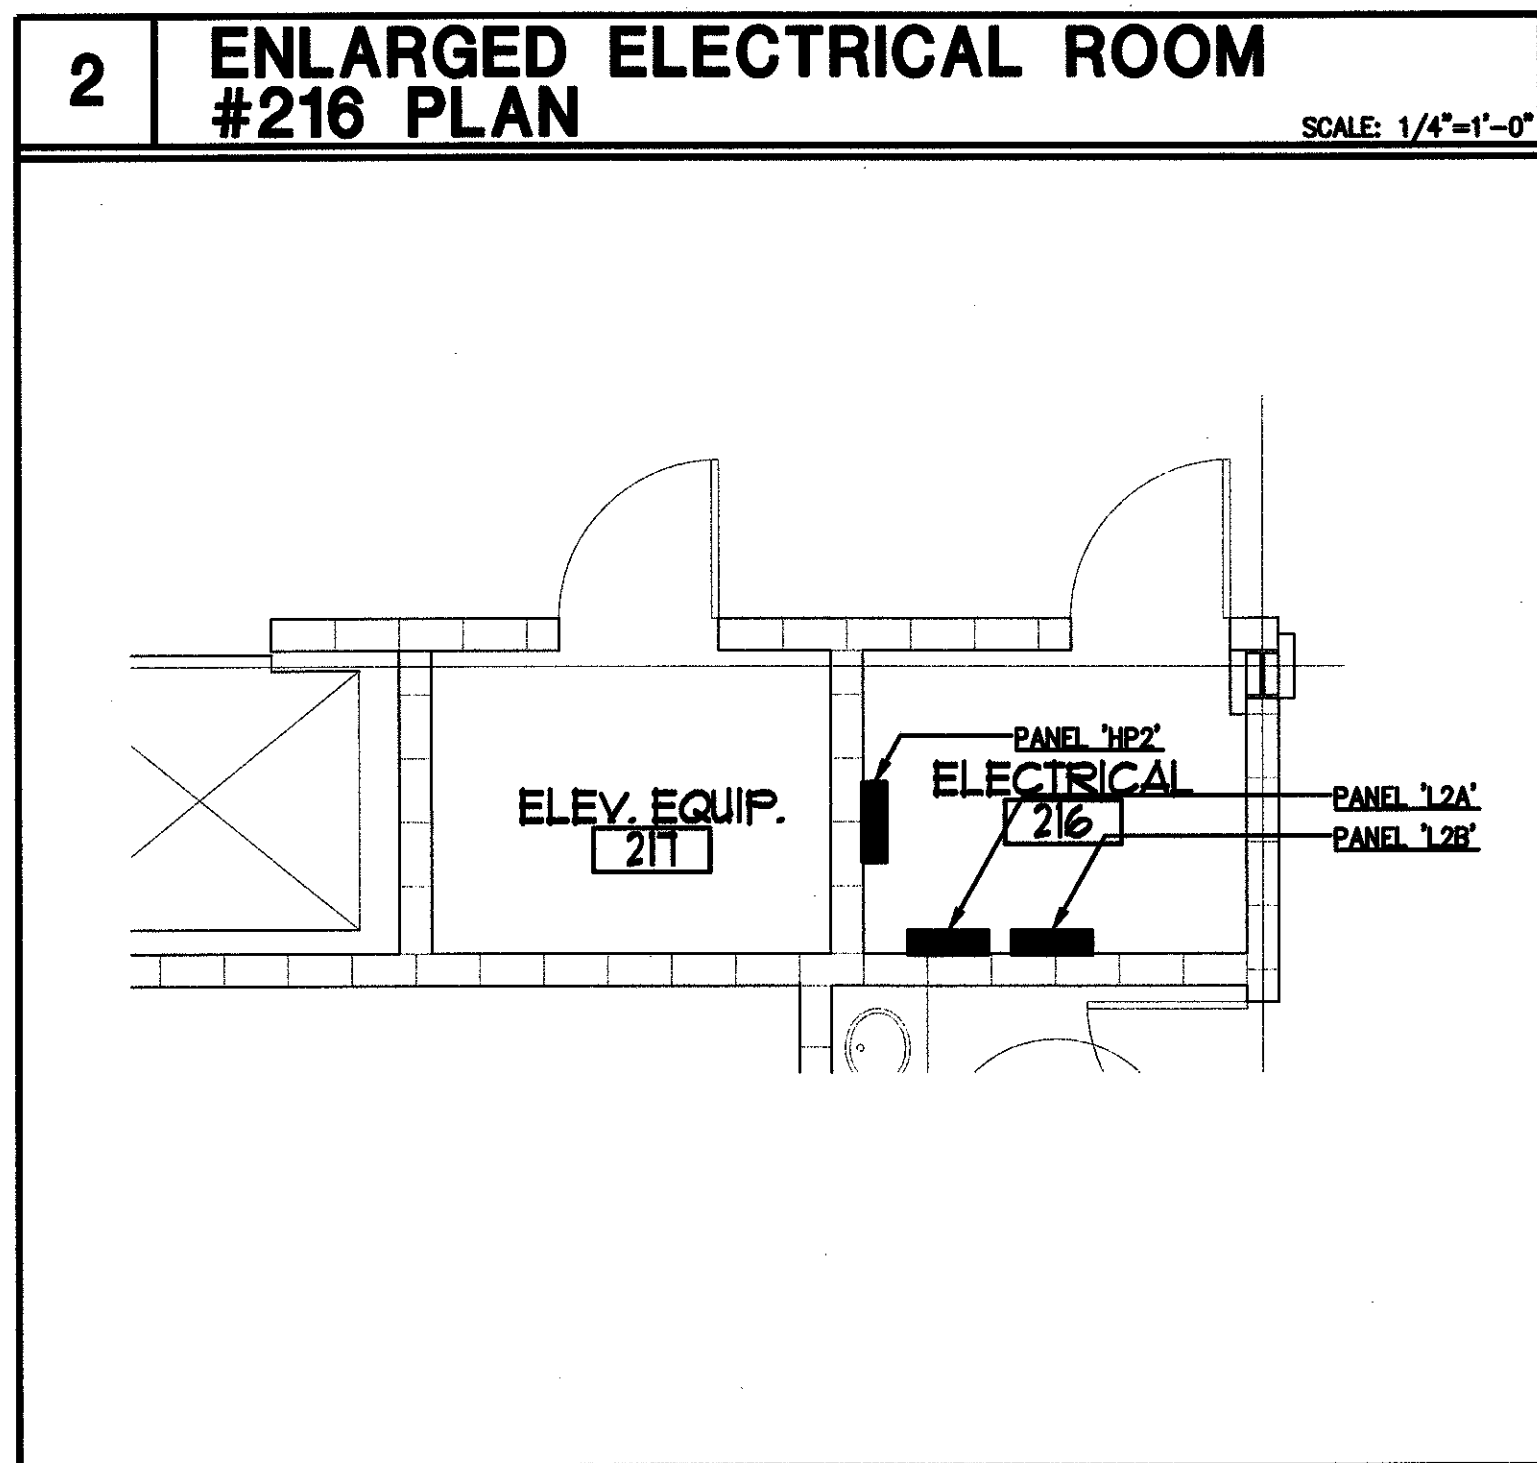 2
ENLARGED ELECTRICAL ROOM
#216 PLAN
SCALE: 1/4"=1'-0"
PANEL 'HP2'
ELECTRICAL
216
PANEL 'L2A'
PANEL 'L2B'
ELEV. EQUIP.
217